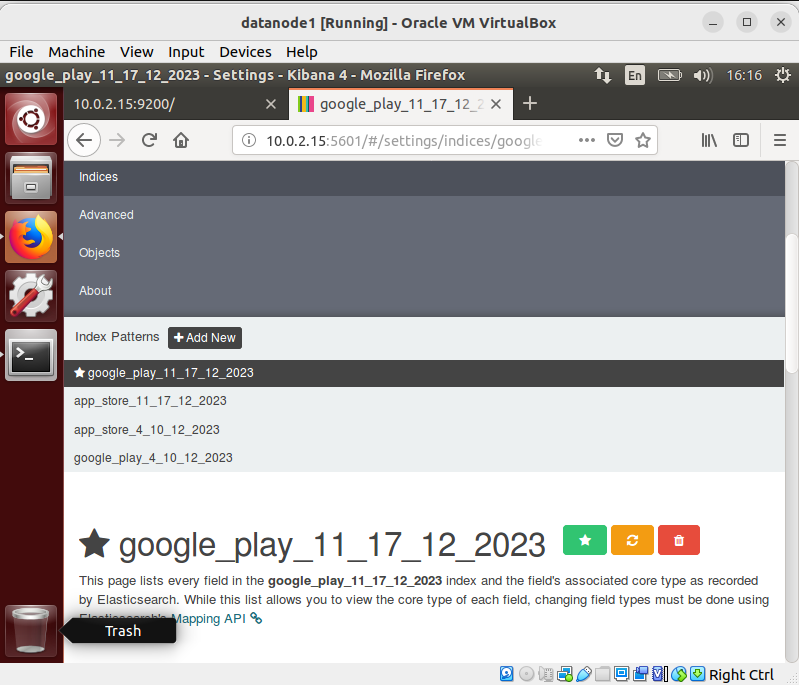 datanode1 [Running] - Oracle VM VirtualBox
File Machine View Input Devices Help
google_play_11_17_12_2023 - Settings - Kibana 4 - Mozilla Firefox
En
16:16
10.0.2.15:9200/
google_play_11_17_12_2
10.0.2.15:5601/#/settings/indices/google
Indices
Advanced
Objects
About
Index Patterns
Add New
google_play_11_17_12_2023
app_store_11_17_12_2023
app_store_4_10_12_2023
google_play_4_10_12_2023
google_play_11_17_12_2023
This page lists every field in the google_play_11_17_12_2023 index and the field's associated core type as recorded
by Elasticsearch. While this list allows you to view the core type of each field, changing field types must be done using
Elasticsearch's Mapping API
Trash
Right Ctrl